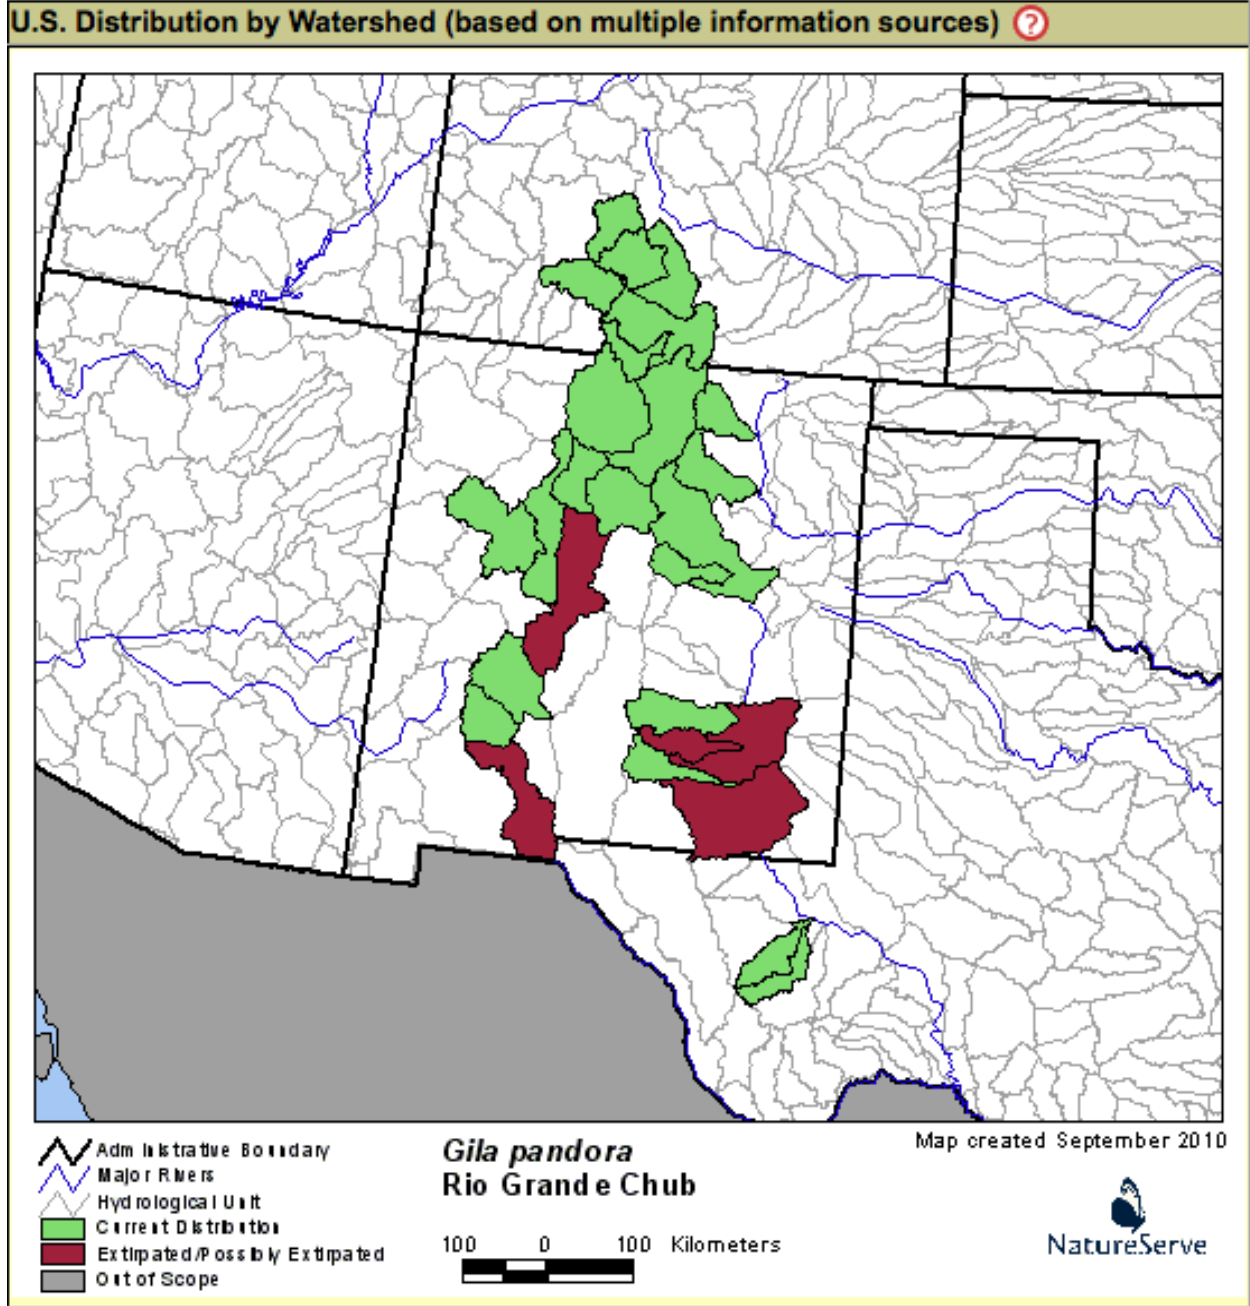 U.S. Distribution by Watershed (based on multiple information sources) ?
Map created September 2010
Administrative Boundary
Major Rivers
Hydrological Unit
Current Distribution
Extirpated/Possibly Extirpated
Out of Scope
Gila pandora
Rio Grande Chub
100 0 100 Kilometers
NatureServe